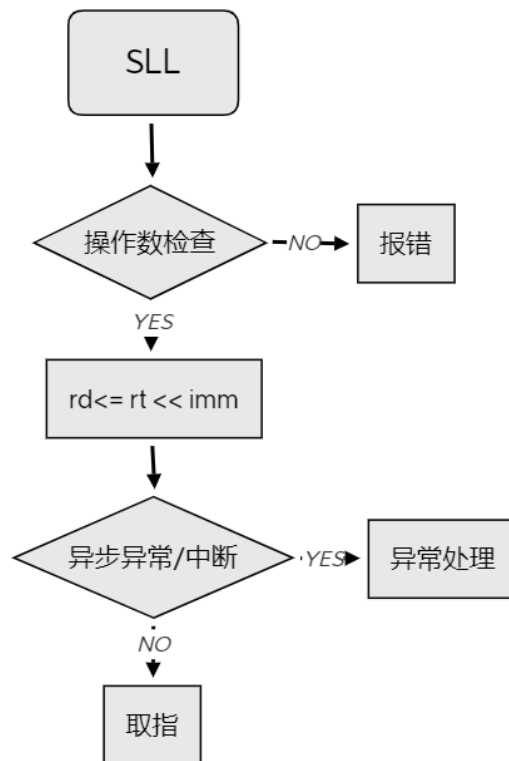 SLL
操作数检查
NO
报错
YES
rd<= rt << imm
异步异常/中断
YES
异常处理
NO
取指